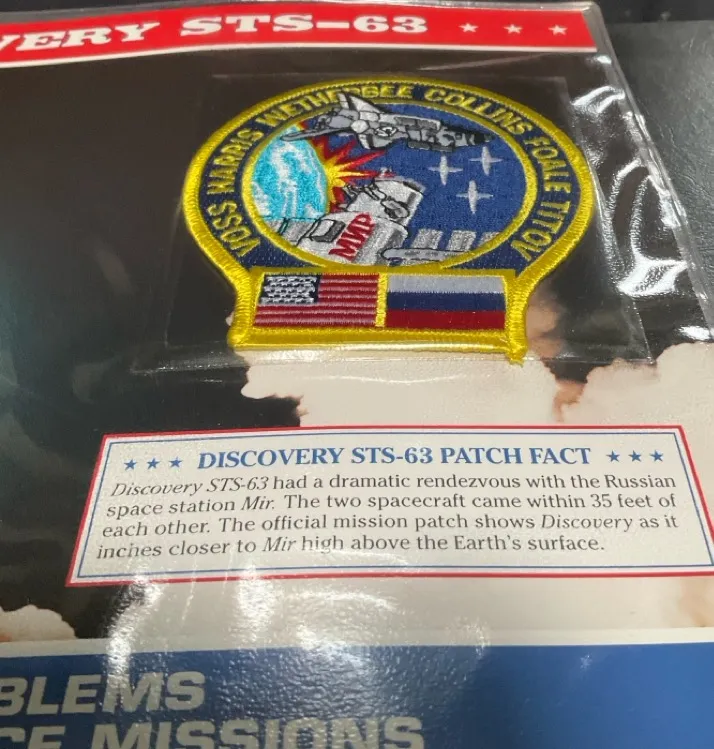 VERY STS-63 ★ ★ ★
VOSS HARRIS WETHERBEE COLLINS FOALE TITOV
МИР
★ ★ ★ DISCOVERY STS-63 PATCH FACT ★ ★ ★
Discovery STS-63 had a dramatic rendezvous with the Russian
space station Mir. The two spacecraft came within 35 feet of
each other. The official mission patch shows Discovery as it
inches closer to Mir high above the Earth's surface.
BLEMS
CE MISSIONS